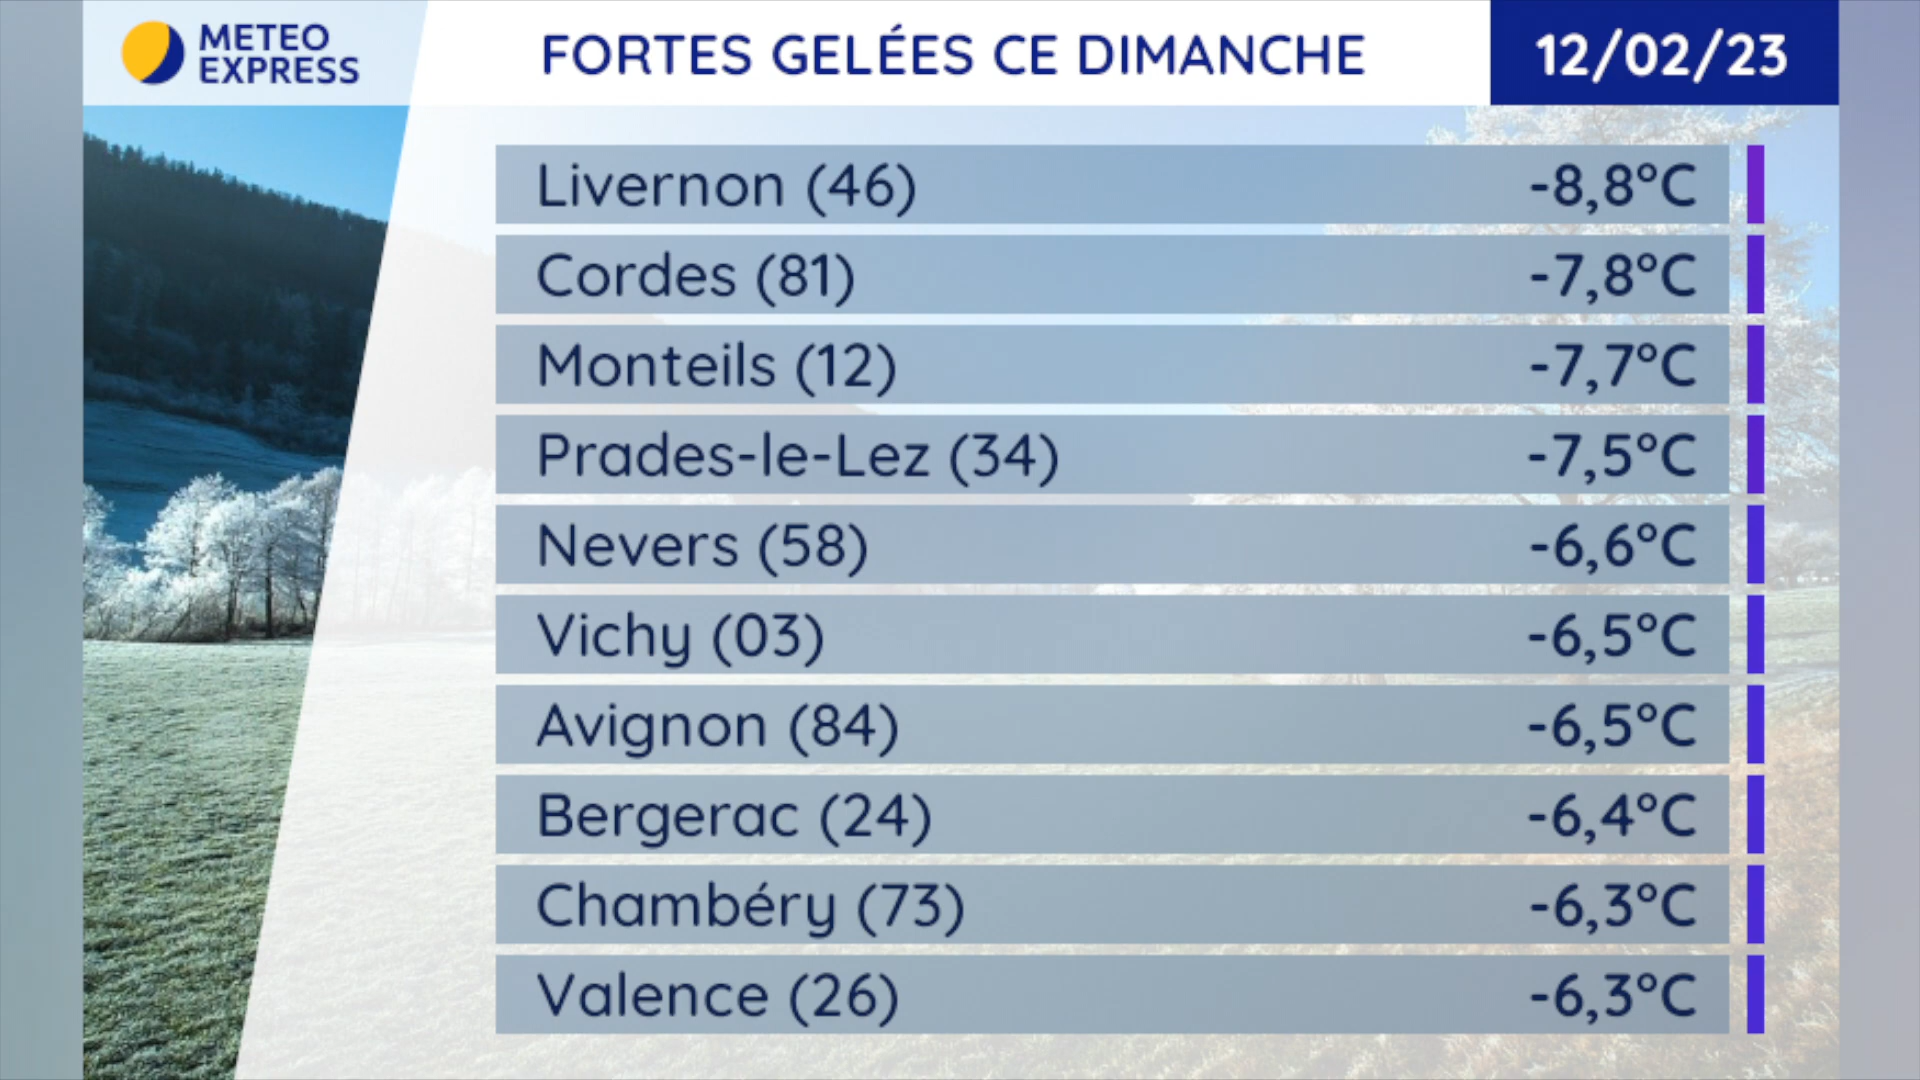 METEO
EXPRESS
FORTES GELÉES CE DIMANCHE
12/02/23
Livernon (46) -8,8°C
Cordes (81) -7,8°C
Monteils (12) -7,7°C
Prades-le-Lez (34) -7,5°C
Nevers (58) -6,6°C
Vichy (03) -6,5°C
Avignon (84) -6,5°C
Bergerac (24) -6,4°C
Chambéry (73) -6,3°C
Valence (26) -6,3°C